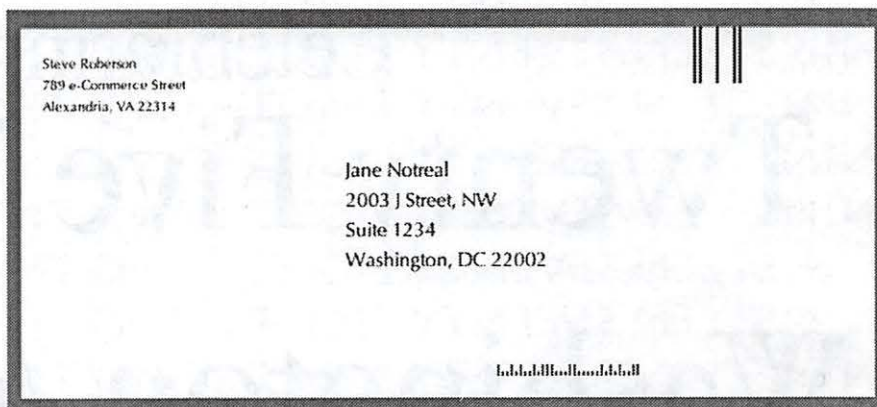 Steve Roberson
789 e-Commerce Street
Alexandria, VA 22314
Jane Notreal
2003 J Street, NW
Suite 1234
Washington, DC 22002